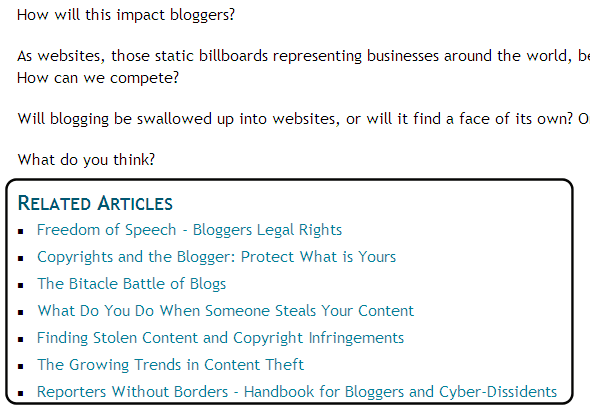 How will this impact bloggers?
As websites, those static billboards representing businesses around the world,
How can we compete?
Will blogging be swallowed up into websites, or will it find a face of its own?
What do you think?
RELATED ARTICLES
Freedom of Speech - Bloggers Legal Rights
Copyrights and the Blogger: Protect What is Yours
The Bitacle Battle of Blogs
What Do You Do When Someone Steals Your Content
Finding Stolen Content and Copyright Infringements
The Growing Trends in Content Theft
Reporters Without Borders - Handbook for Bloggers and Cyber-Dissidents